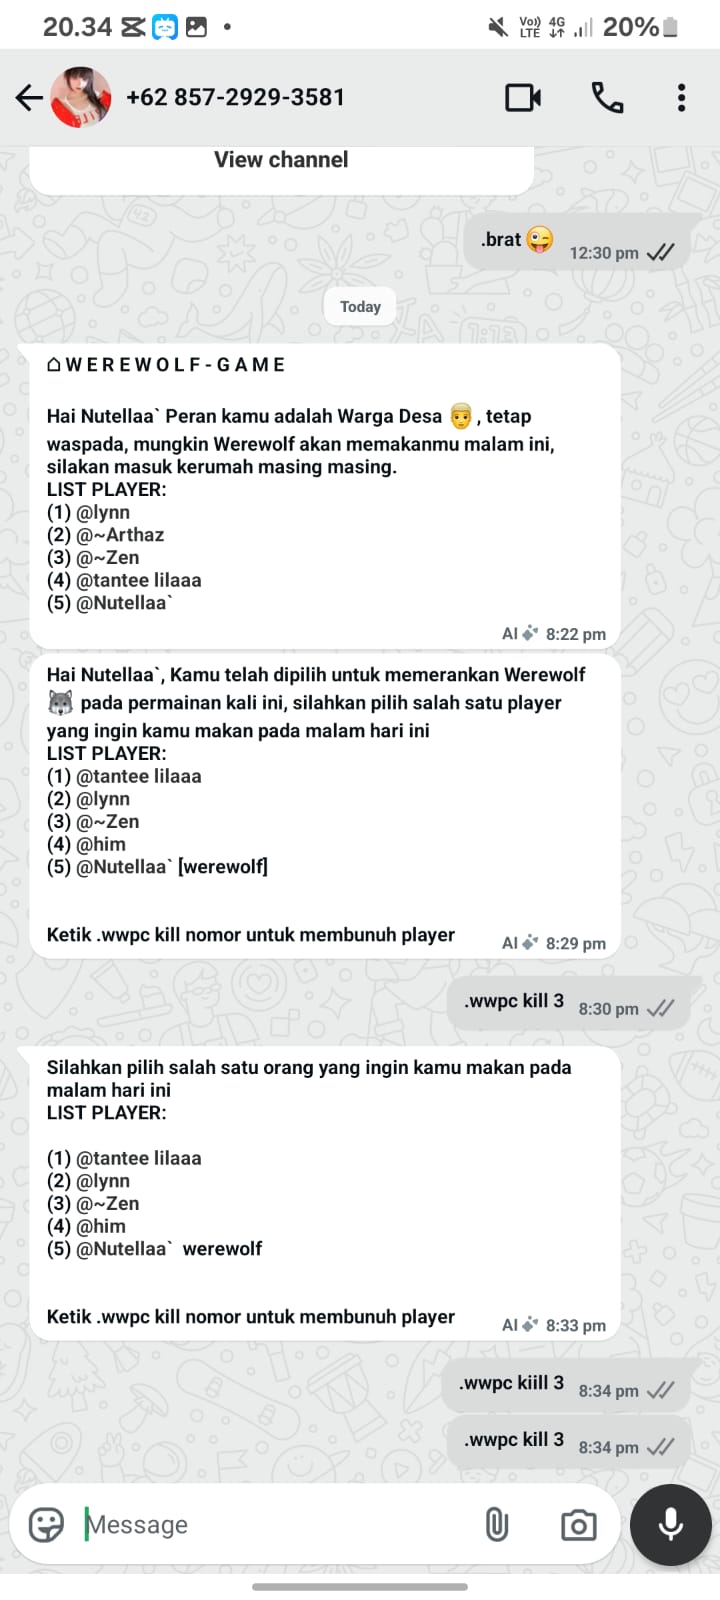 20.34
Vo)) LTE 4G 20%
+62 857-2929-3581
View channel
.brat 😜 12:30 pm
Today
⌂ W E R E W O L F - G A M E
Hai Nutellaa` Peran kamu adalah Warga Desa 👨‍🦳, tetap
waspada, mungkin Werewolf akan memakanmu malam ini,
silakan masuk kerumah masing masing.
LIST PLAYER:
(1) @lynn
(2) @~Arthaz
(3) @~Zen
(4) @tantee lilaaa
(5) @Nutellaa`
AI 8:22 pm
Hai Nutellaa`, Kamu telah dipilih untuk memerankan Werewolf
🐺 pada permainan kali ini, silahkan pilih salah satu player
yang ingin kamu makan pada malam hari ini
LIST PLAYER:
(1) @tantee lilaaa
(2) @lynn
(3) @~Zen
(4) @him
(5) @Nutellaa` [werewolf]
Ketik .wwpc kill nomor untuk membunuh player
AI 8:29 pm
.wwpc kill 3 8:30 pm
Silahkan pilih salah satu orang yang ingin kamu makan pada
malam hari ini
LIST PLAYER:
(1) @tantee lilaaa
(2) @lynn
(3) @~Zen
(4) @him
(5) @Nutellaa` werewolf
Ketik .wwpc kill nomor untuk membunuh player
AI 8:33 pm
.wwpc kiill 3 8:34 pm
.wwpc kill 3 8:34 pm
Message